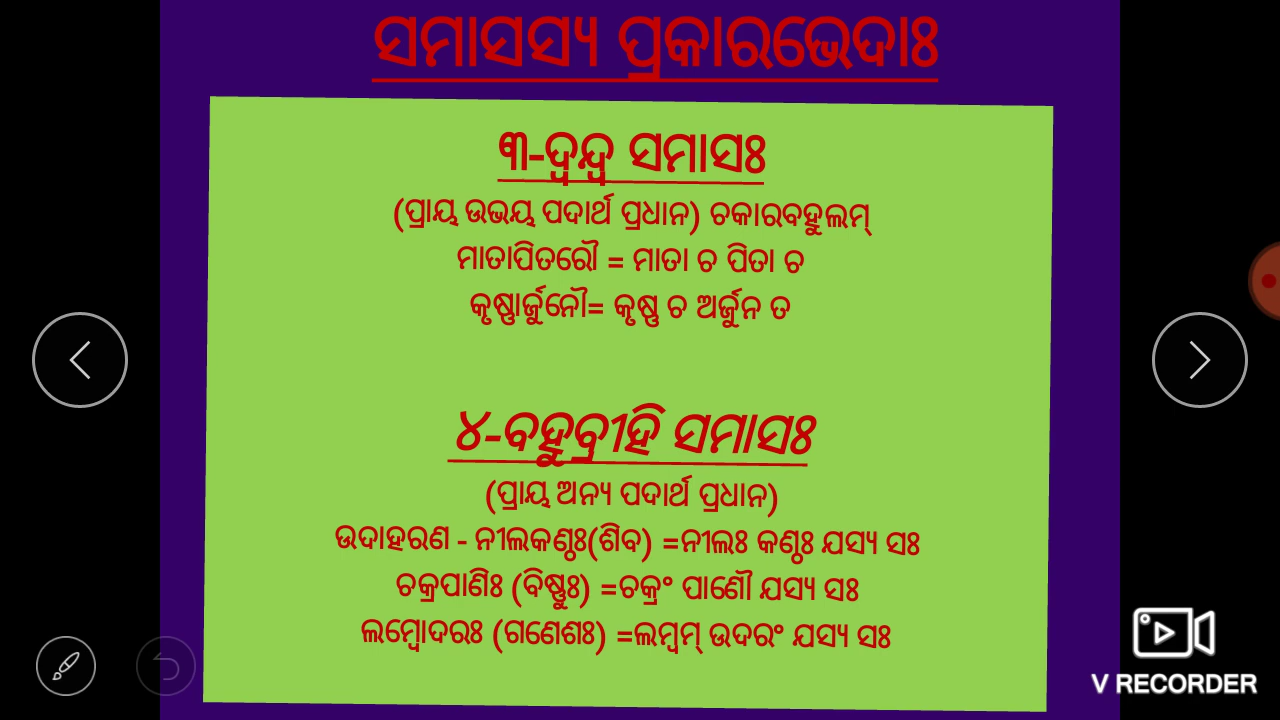 ସମାସସ୍ୟ ପ୍ରକାରଭେଦାଃ
୩-ଦ୍ୱନ୍ଦ୍ୱ ସମାସଃ
(ପ୍ରାୟ ଉଭୟ ପଦାର୍ଥ ପ୍ରଧାନ) ଚକାରବହୁଲମ୍
ମାତାପିତରୌ = ମାତା ଚ ପିତା ଚ
କୃଷ୍ଣାର୍ଜୁନୌ= କୃଷ୍ଣ ଚ ଅର୍ଜୁନ ତ
୪-ବହୁବ୍ରୀହି ସମାସଃ
(ପ୍ରାୟ ଅନ୍ୟ ପଦାର୍ଥ ପ୍ରଧାନ)
ଉଦାହରଣ - ନୀଲକଣ୍ଠଃ(ଶିବ) =ନୀଲଃ କଣ୍ଠଃ ଯସ୍ୟ ସଃ
ଚକ୍ରପାଣିଃ (ବିଷ୍ଣୁଃ) =ଚକ୍ରଂ ପାଣୌ ଯସ୍ୟ ସଃ
ଲମ୍ବୋଦରଃ (ଗଣେଶଃ) =ଲମ୍ବମ୍ ଉଦରଂ ଯସ୍ୟ ସଃ
V RECORDER